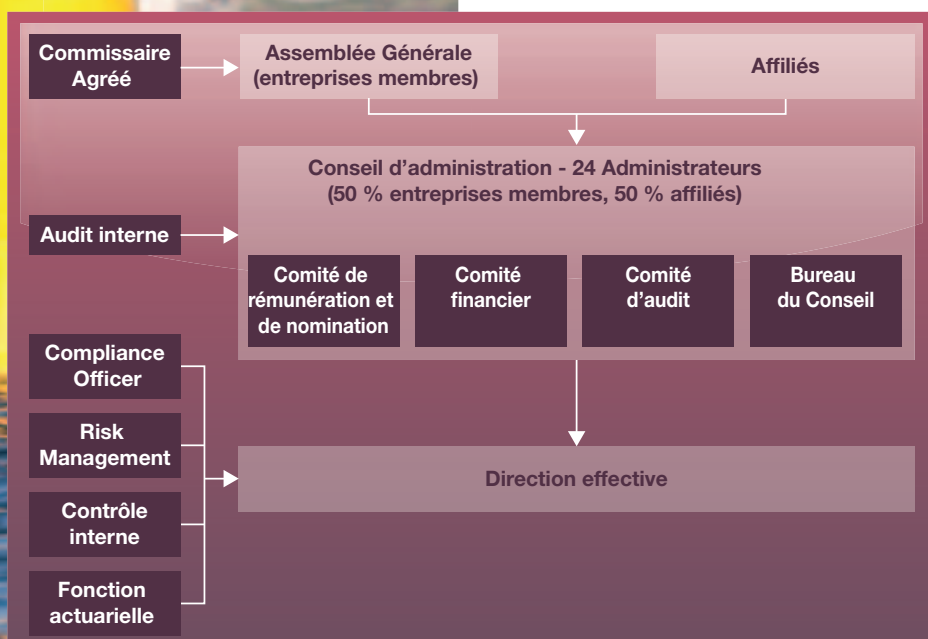 Commissaire
Agréé
Assemblée Générale
(entreprises membres)
Affiliés
Conseil d'administration - 24 Administrateurs
(50 % entreprises membres, 50 % affiliés)
Audit interne
Comité de
rémunération et
de nomination
Comité
financier
Comité
d'audit
Bureau
du Conseil
Compliance
Officer
Risk
Management
Direction effective
Contrôle
interne
Fonction
actuarielle